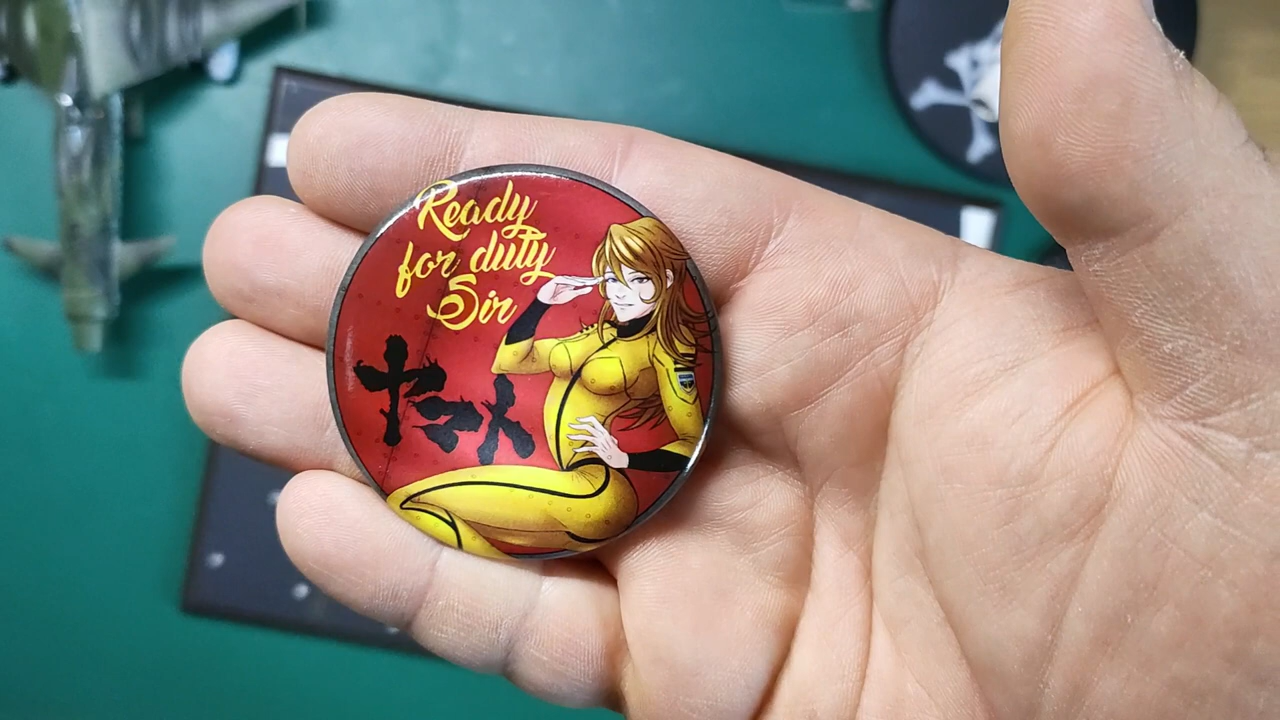 Ready
for duty
Sir
ヤマト